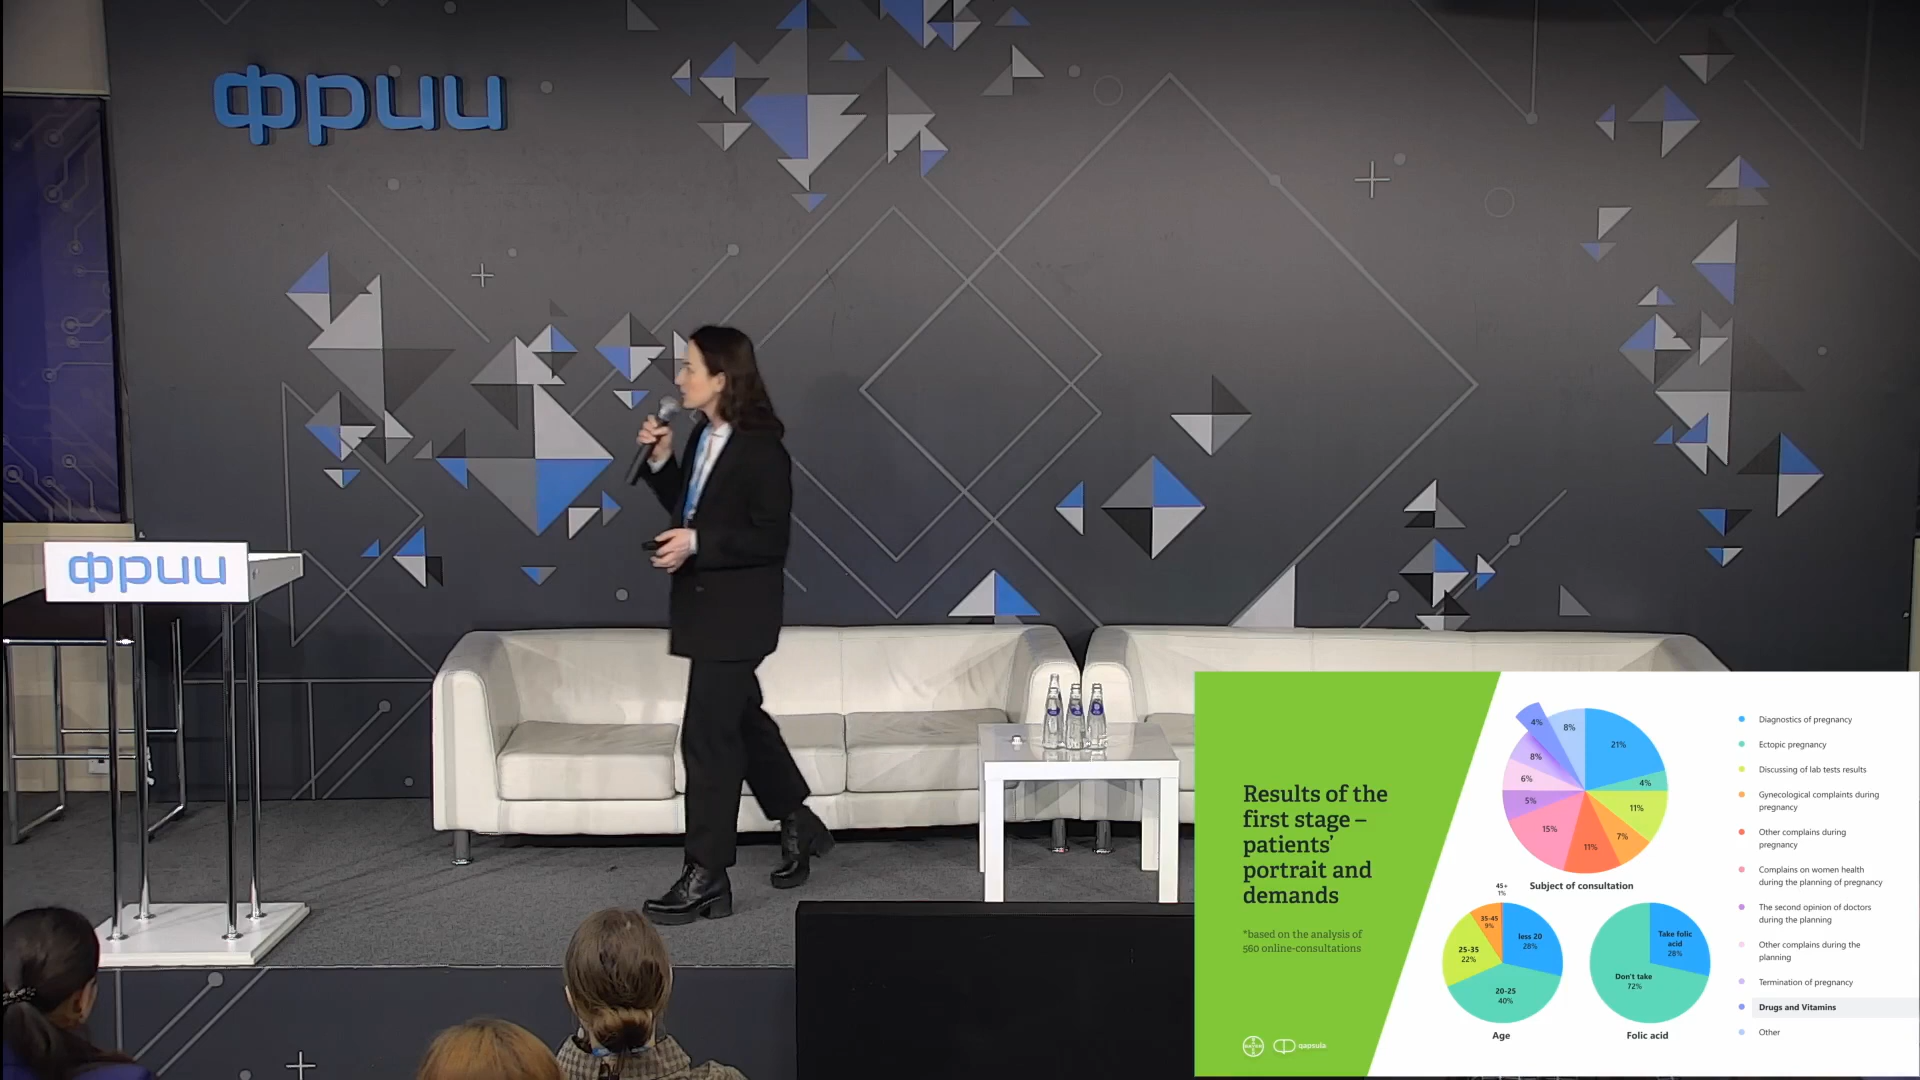 фрии
фрии
Results of the
first stage –
patients'
portrait and
demands
*based on the analysis of
560 online-consultations
qapsula
4%
8%
21%
8%
4%
6%
11%
5%
7%
15%
11%
Subject of consultation
45+
1%
35-45
9%
less 20
28%
25-35
22%
20-25
40%
Age
Take folic
acid
28%
Don't take
72%
Folic acid
Diagnostics of pregnancy
Ectopic pregnancy
Discussing of lab tests results
Gynecological complaints during
pregnancy
Other complains during
pregnancy
Complains on women health
during the planning of pregnancy
The second opinion of doctors
during the planning
Other complains during the
planning
Termination of pregnancy
Drugs and Vitamins
Other